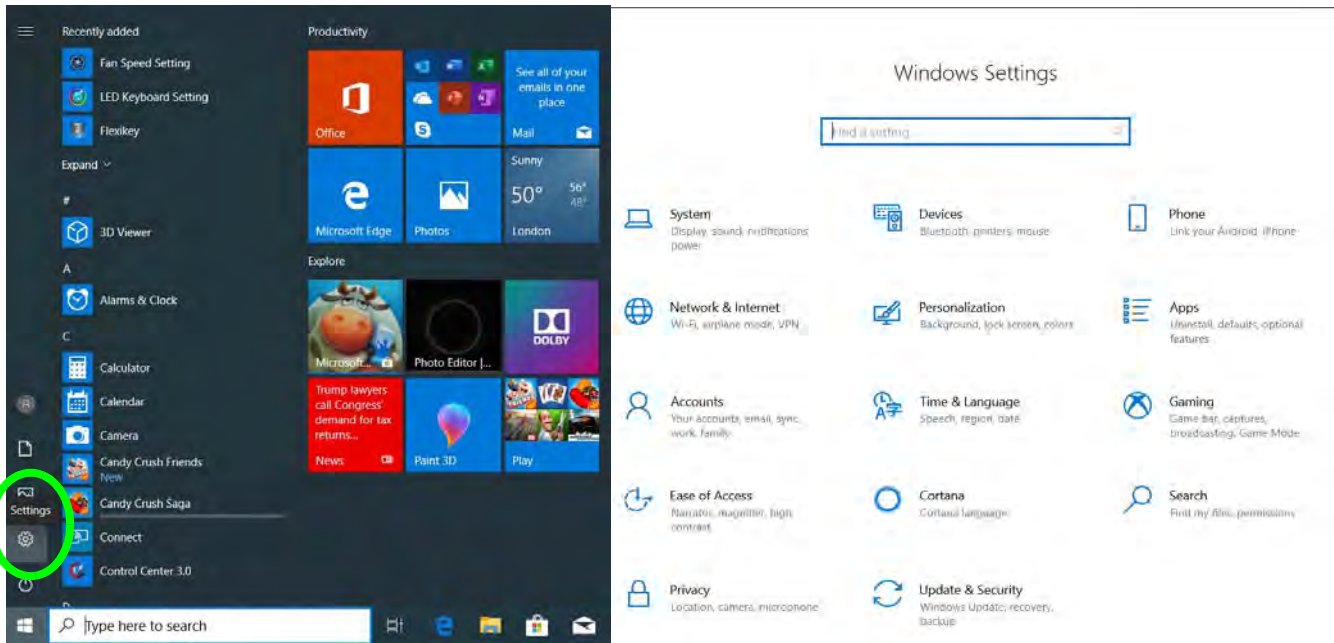 Recently added
Fan Speed Setting
LED Keyboard Setting
Flexikey
Expand
#
3D Viewer
A
Alarms & Clock
C
Calculator
Calendar
Camera
Candy Crush Friends
New
Candy Crush Saga
Connect
Control Center 3.0
Settings
Type here to search
Productivity
Office
See all of your
emails in one
place
Mail
Microsoft Edge
Photos
Sunny
50°
56°
48°
London
Explore
Microsoft...
Photo Editor |...
DOLBY
Trump lawyers
call Congress'
demand for tax
returns...
News
Paint 3D
Play
Windows Settings
Find a setting
System
Display, sound, notifications,
power
Devices
Bluetooth, printers, mouse
Phone
Link your Android, iPhone
Network & Internet
Wi-Fi, airplane mode, VPN
Personalization
Background, lock screen, colors
Apps
Uninstall, defaults, optional
features
Accounts
Your accounts, email, sync,
work, family
Time & Language
Speech, region, date
Gaming
Game bar, captures,
broadcasting, Game Mode
Ease of Access
Narrator, magnifier, high
contrast
Cortana
Cortana language
Search
Find my files, permissions
Privacy
Location, camera, microphone
Update & Security
Windows Update, recovery,
backup